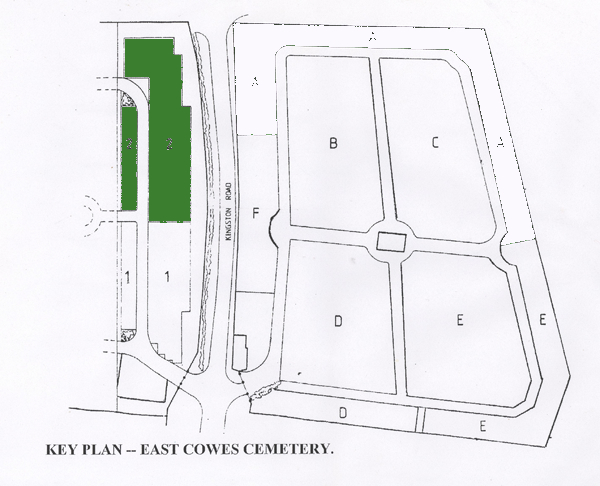 A
A
A
B
C
2
2
KINGSTON ROAD
F
1
1
D
E
E
D
E
KEY PLAN -- EAST COWES CEMETERY.